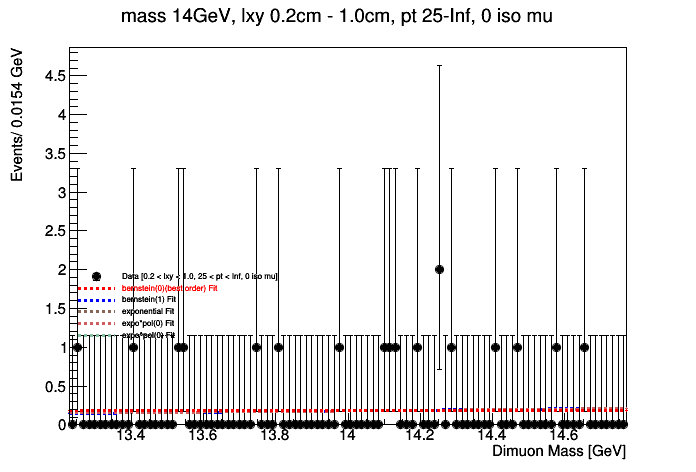 mass 14GeV, lxy 0.2cm - 1.0cm, pt 25-Inf, 0 iso mu
Events/ 0.0154 GeV
4.5
4
3.5
3
2.5
2
1.5
1
0.5
0
Data [0.2 < lxy < 1.0, 25 < pt < Inf, 0 iso mu]
bernstein(0)(best order) Fit
bernstein(1) Fit
exponential Fit
expo*pol(0) Fit
expo*pol(0) Fit
13.4 13.6 13.8 14 14.2 14.4 14.6
Dimuon Mass [GeV]